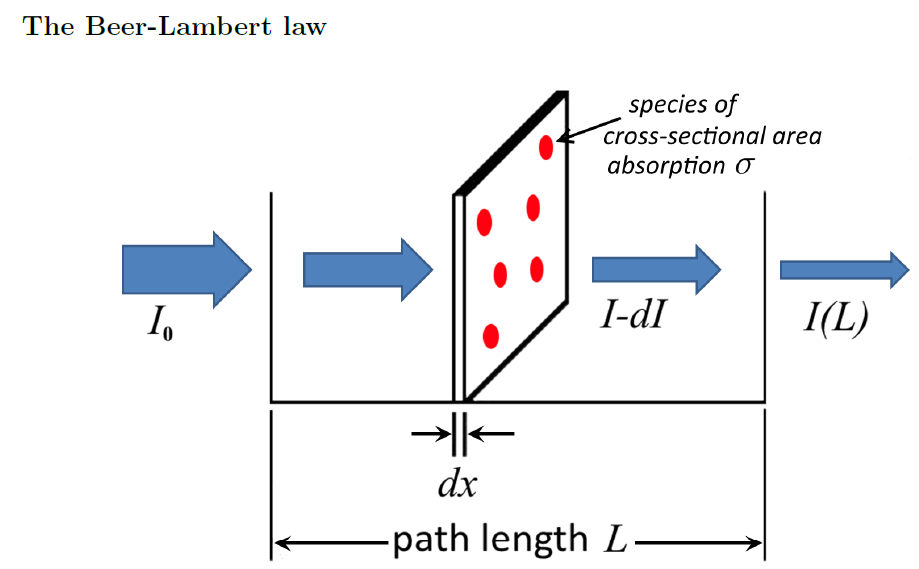 The Beer-Lambert law
species of
cross-sectional area
absorption σ
I₀
I-dI
I(L)
dx
path length L